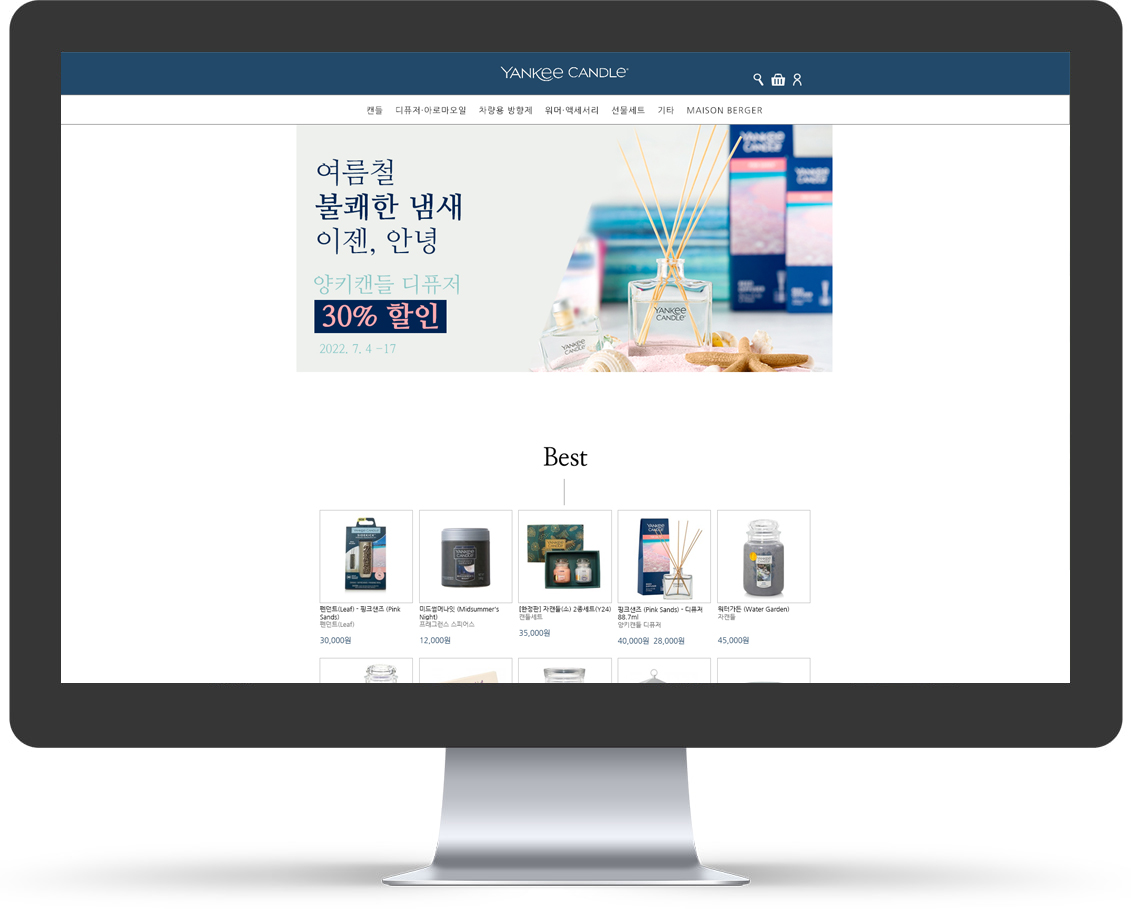 YANKEE CANDLE
캔들 디퓨저·아로마오일 차량용 방향제 워머·액세서리 선물세트 기타 MAISON BERGER
여름철
불쾌한 냄새
이젠, 안녕
양키캔들 디퓨저
30% 할인
2022. 7. 4 -17
YANKEE
CANDLE
YANKEE
CANDLE
YANKEE
CANDLE
YANKEE
CANDLE
Best
펜던트(Leaf) - 핑크샌즈 (Pink
Sands)
펜던트(Leaf)
30,000원
미드썸머나잇 (Midsummer's
Night)
프래그런스 스피어스
12,000원
[한정판] 자캔들(소) 2종세트(Y24)
캔들세트
35,000원
핑크샌즈 (Pink Sands) - 디퓨저
88.7ml
양키캔들 디퓨저
40,000원 28,000원
워터가든 (Water Garden)
자캔들
45,000원